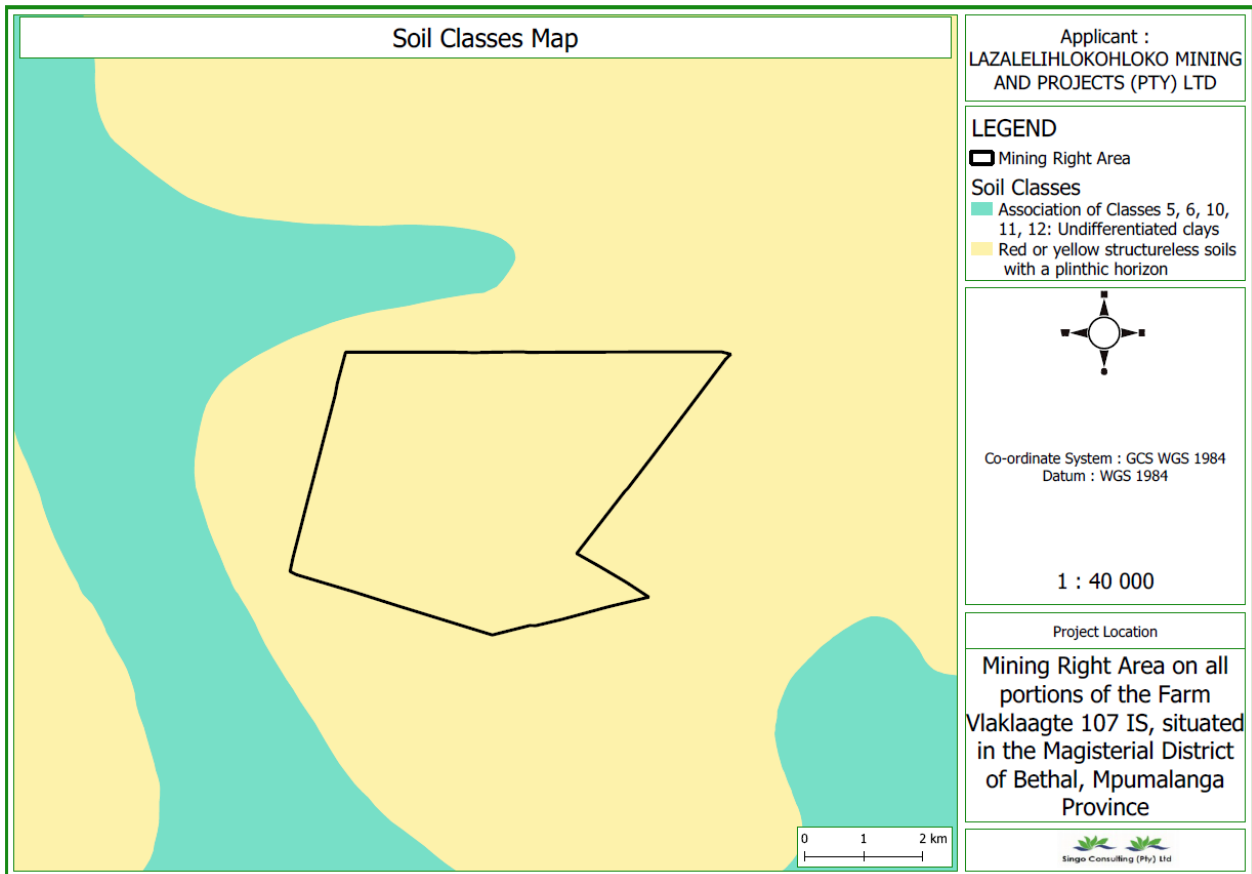 Soil Classes Map
Applicant :
LAZALELIHLOKOHLOKO MINING
AND PROJECTS (PTY) LTD
LEGEND
Mining Right Area
Soil Classes
Association of Classes 5, 6, 10,
11, 12: Undifferentiated clays
Red or yellow structureless soils
with a plinthic horizon
Co-ordinate System : GCS WGS 1984
Datum : WGS 1984
1 : 40 000
Project Location
Mining Right Area on all
portions of the Farm
Vlaklaagte 107 IS, situated
in the Magisterial District
of Bethal, Mpumalanga
Province
0 1 2 km
Singo Consulting (Pty) Ltd